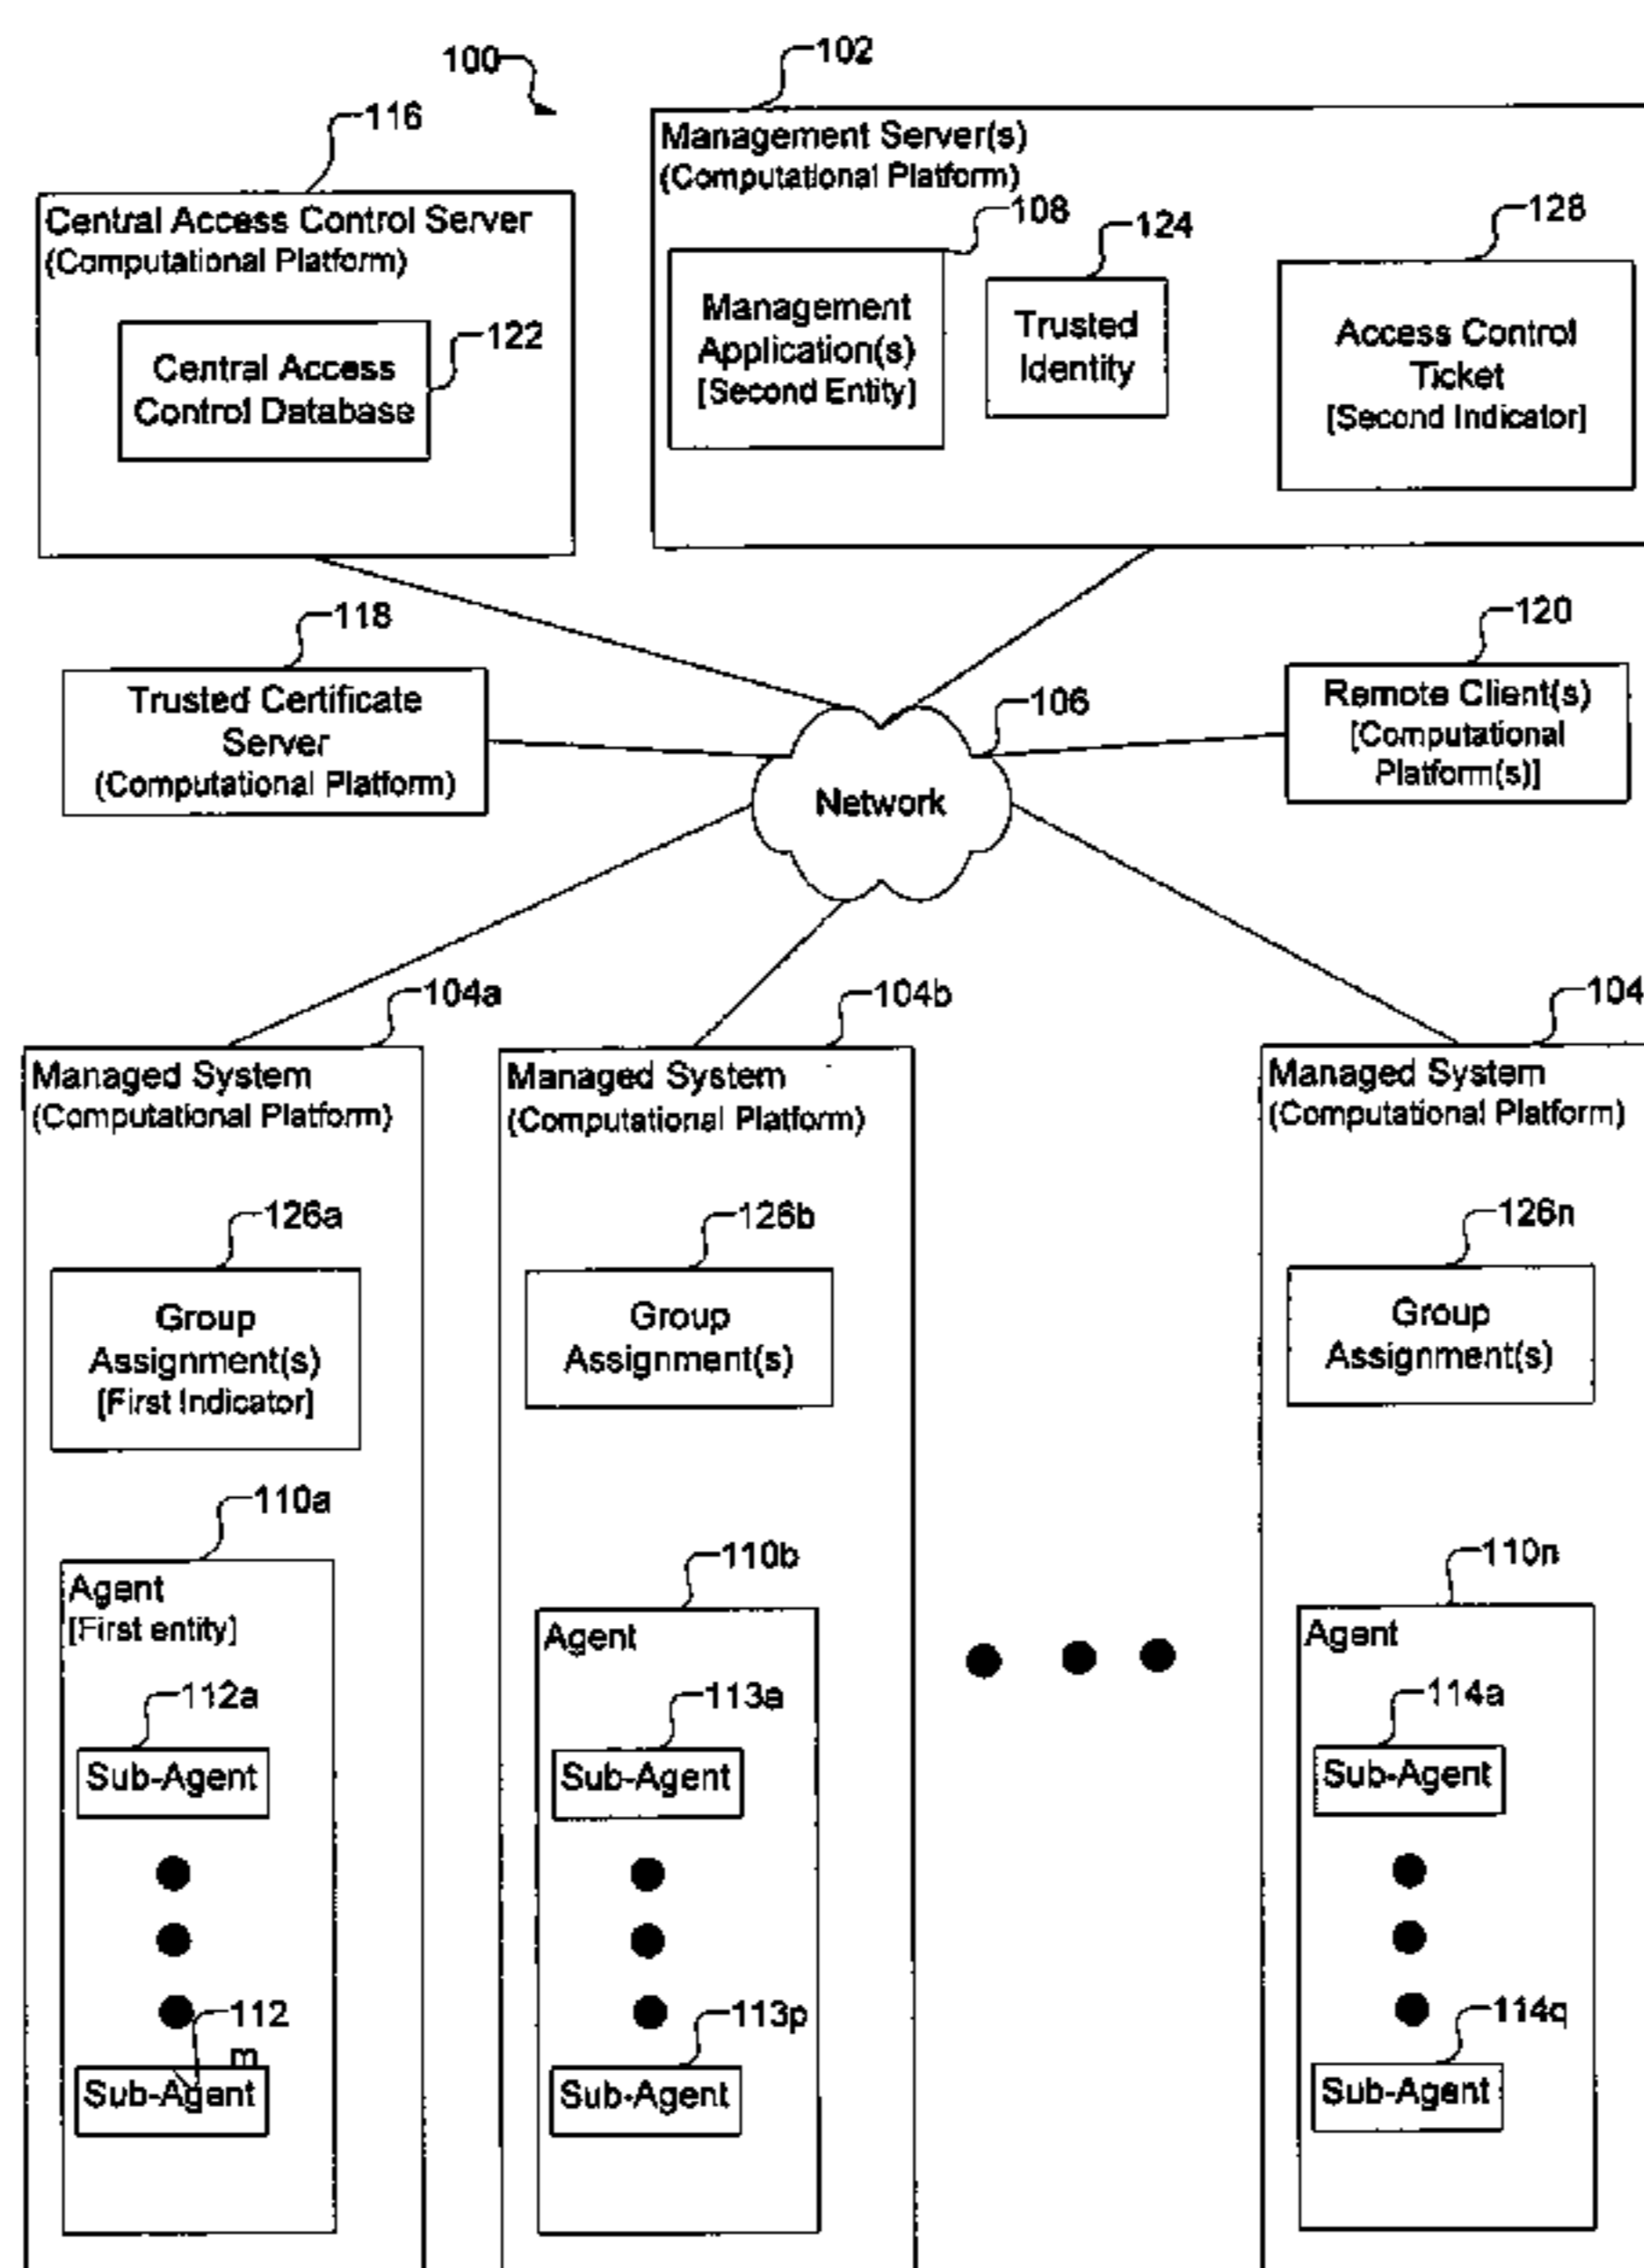 100
102
116
Management Server(s)
(Computational Platform)
108
124
128
Central Access Control Server
(Computational Platform)
Management
Application(s)
[Second Entity]
Trusted
Identity
Access Control
Ticket
[Second Indicator]
122
Central Access
Control Database
118
120
Trusted Certificate
Server
(Computational Platform)
106
Remote Client(s)
[Computational
Platform(s)]
Network
104a
104b
104
Managed System
(Computational Platform)
Managed System
(Computational Platform)
Managed System
(Computational Platform)
126a
126b
126n
Group
Assignment(s)
[First Indicator]
Group
Assignment(s)
Group
Assignment(s)
110a
110b
110n
Agent
[First entity]
Agent
Agent
112a
113a
114a
Sub-Agent
Sub-Agent
Sub-Agent
112
m
113p
114q
Sub-Agent
Sub-Agent
Sub-Agent